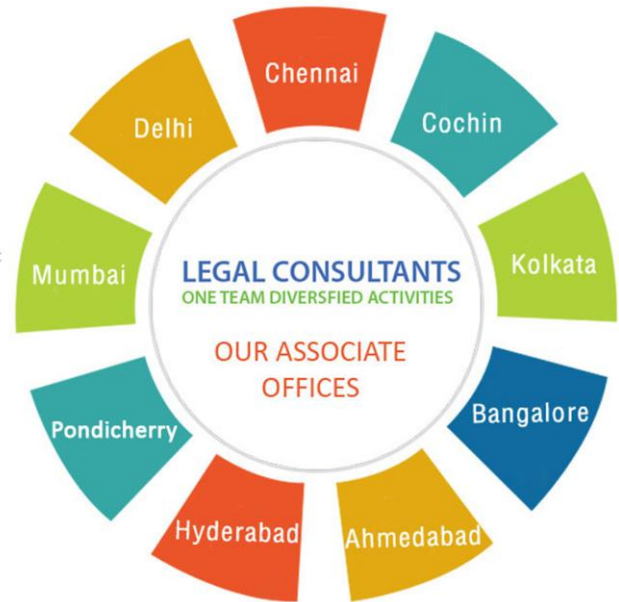 Chennai
Cochin
Kolkata
Bangalore
Ahmedabad
Hyderabad
Pondicherry
Mumbai
Delhi
LEGAL CONSULTANTS
ONE TEAM DIVERSFIED ACTIVITIES
OUR ASSOCIATE
OFFICES